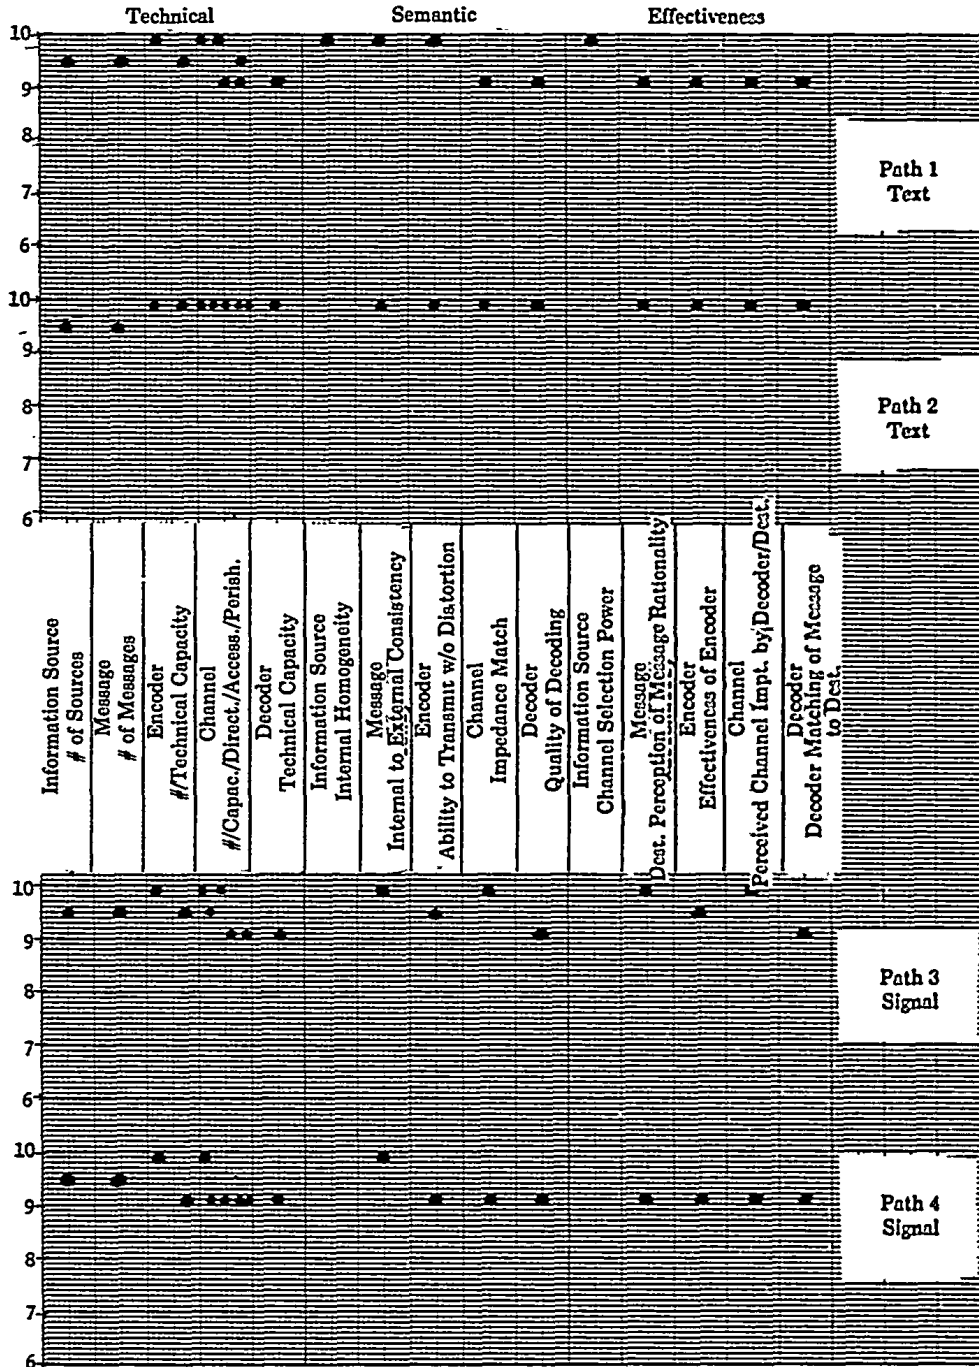 Technical Semantic Effectiveness
10
9
8
7
6
Path 1
Text
10
9
8
7
6
Path 2
Text
Information Source
# of Sources
Message
# of Messages
Encoder
#/Technical Capacity
Channel
#/Capac./Direct./Access./Perish.
Decoder
Technical Capacity
Information Source
Internal Homogeneity
Message
Internal to External Consistency
Encoder
Ability to Transmit w/o Distortion
Channel
Impedance Match
Decoder
Quality of Decoding
Information Source
Channel Selection Power
Message
Dest. Perception of Message Rationality
Encoder
Effectiveness of Encoder
Channel
Perceived Channel Impt. by Decoder/Dest.
Decoder
Decoder Matching of Message
to Dest.
10
9
8
7
6
Path 3
Signal
10
9
8
7
6
Path 4
Signal